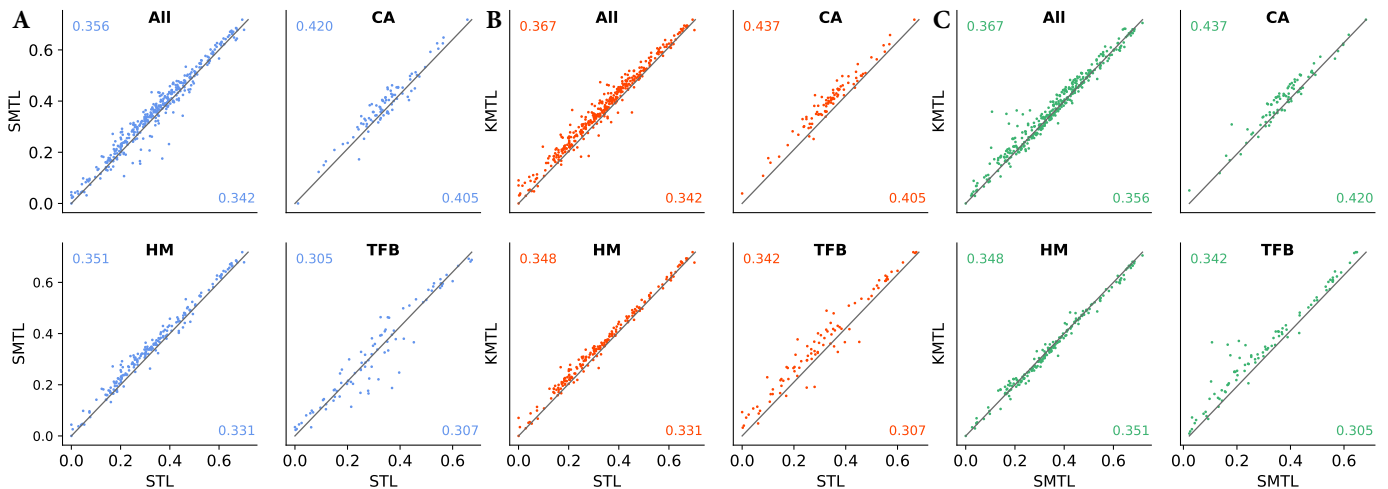 A All CA B All CA C All CA
0.356 0.420 0.367 0.437 0.367 0.437
0.6
0.4
0.2
0.0
SMTL KMTL KMTL
0.342 0.405 0.342 0.405 0.356 0.420
HM TFB HM TFB HM TFB
0.351 0.305 0.348 0.342 0.348 0.342
0.6
0.4
0.2
0.0
SMTL KMTL KMTL
0.331 0.307 0.331 0.307 0.351 0.305
0.0 0.2 0.4 0.6 0.0 0.2 0.4 0.6 0.0 0.2 0.4 0.6 0.0 0.2 0.4 0.6 0.0 0.2 0.4 0.6 0.0 0.2 0.4 0.6
STL STL STL STL SMTL SMTL